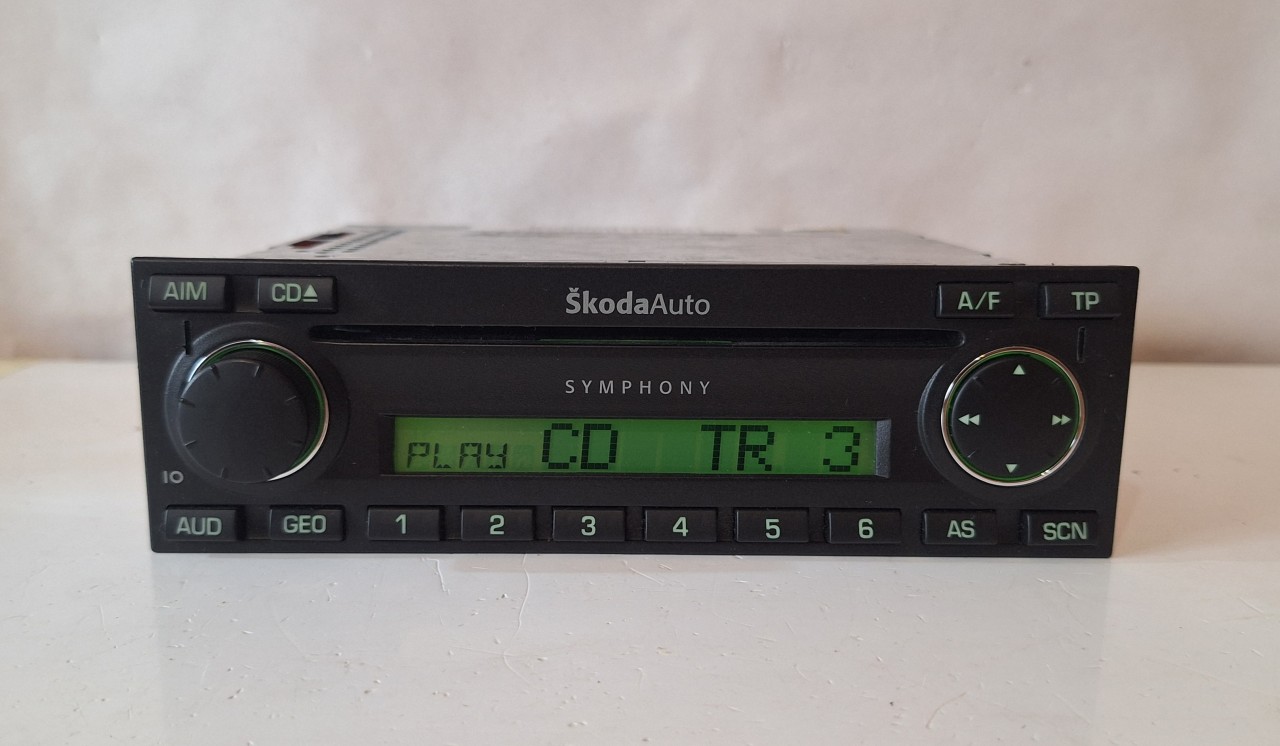 AIM CD ŠkodaAuto A/F TP
SYMPHONY
PLAY CD TR 3
IO
AUD GEO 1 2 3 4 5 6 AS SCN